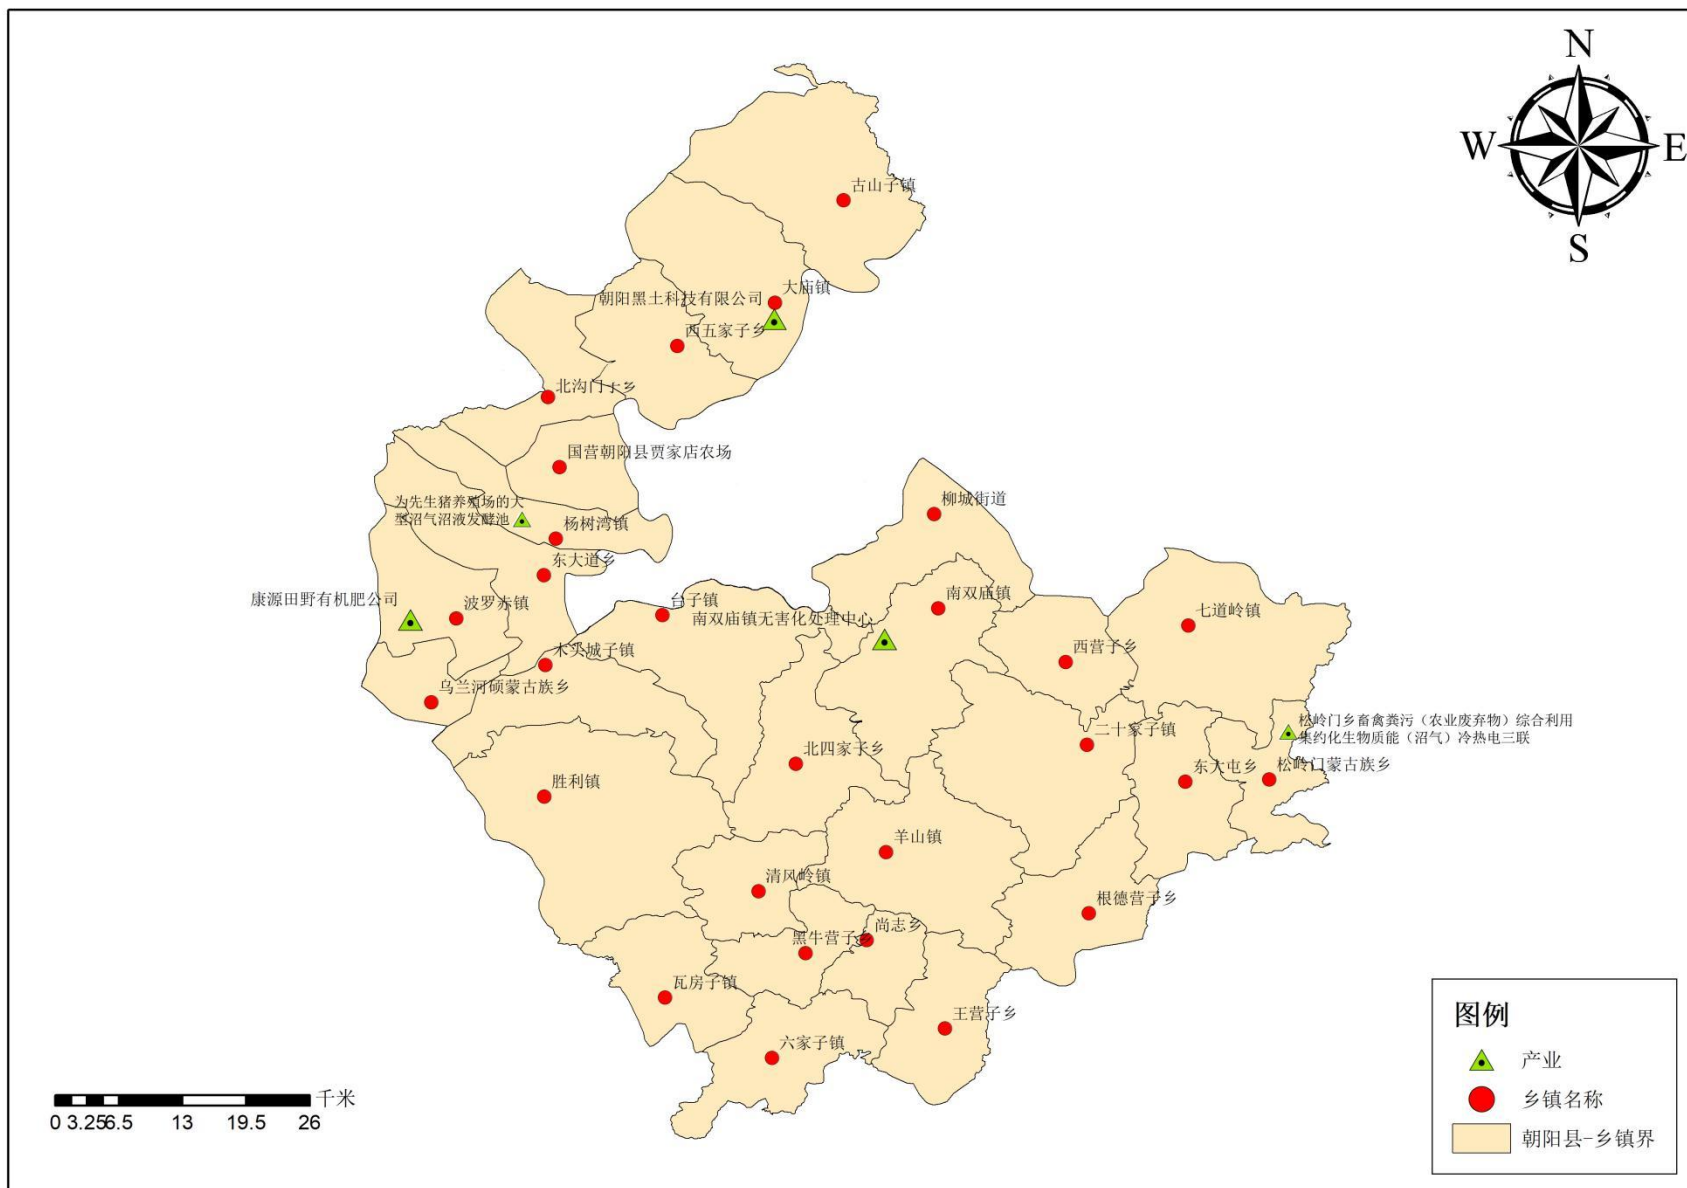 N
W
E
S
古山子镇
大庙镇
朝阳黑土科技有限公司
西五家子乡
北沟门子乡
国营朝阳县贾家店农场
为先生猪养殖场的大
型沼气沼液发酵池
杨树湾镇
东大道乡
柳城街道
康源田野有机肥公司
波罗赤镇
台子镇
南双庙镇
南双庙镇无害化处理中心
七道岭镇
木头城子镇
西营子乡
乌兰河硕蒙古族乡
松岭门乡畜禽粪污（农业废弃物）综合利用
集约化生物质能（沼气）冷热电三联
二十家子镇
北四家子乡
东大屯乡
松岭门蒙古族乡
胜利镇
羊山镇
清风岭镇
根德营子乡
尚志乡
黑牛营子乡
瓦房子镇
王营子乡
六家子镇
图例
产业
乡镇名称
朝阳县-乡镇界
千米
0 3.25 6.5 13 19.5 26